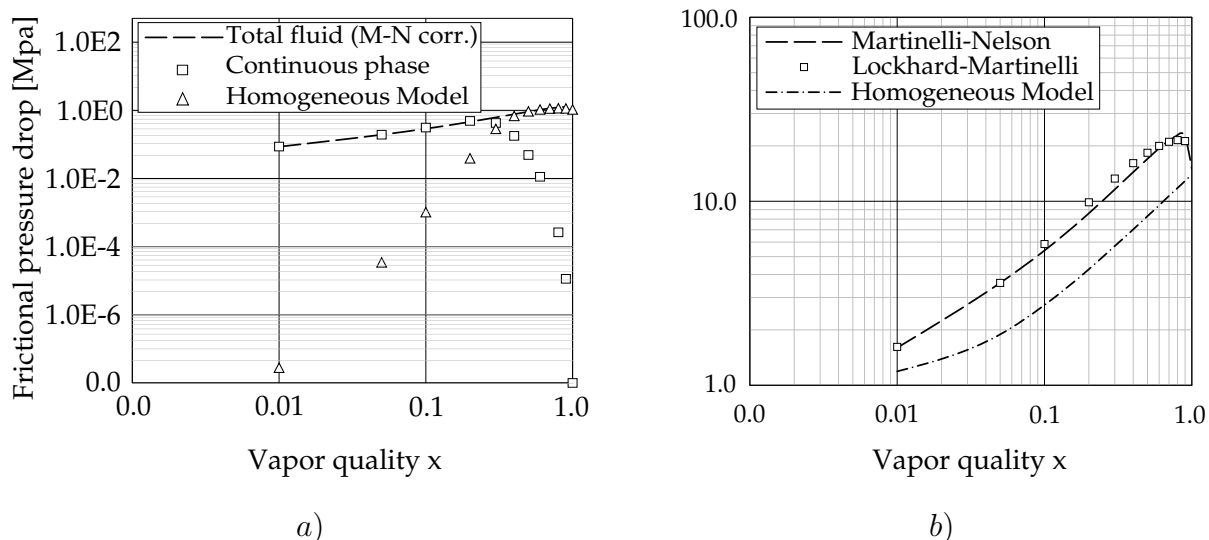 Frictional pressure drop [Mpa]
1.0E2
1.0E0
1.0E-2
1.0E-4
1.0E-6
0.0
Total fluid (M-N corr.)
Continuous phase
Homogeneous Model
0.0
0.01
0.1
1.0
Vapor quality x
a)
100.0
10.0
1.0
Martinelli-Nelson
Lockhard-Martinelli
Homogeneous Model
0.0
0.01
0.1
1.0
Vapor quality x
b)